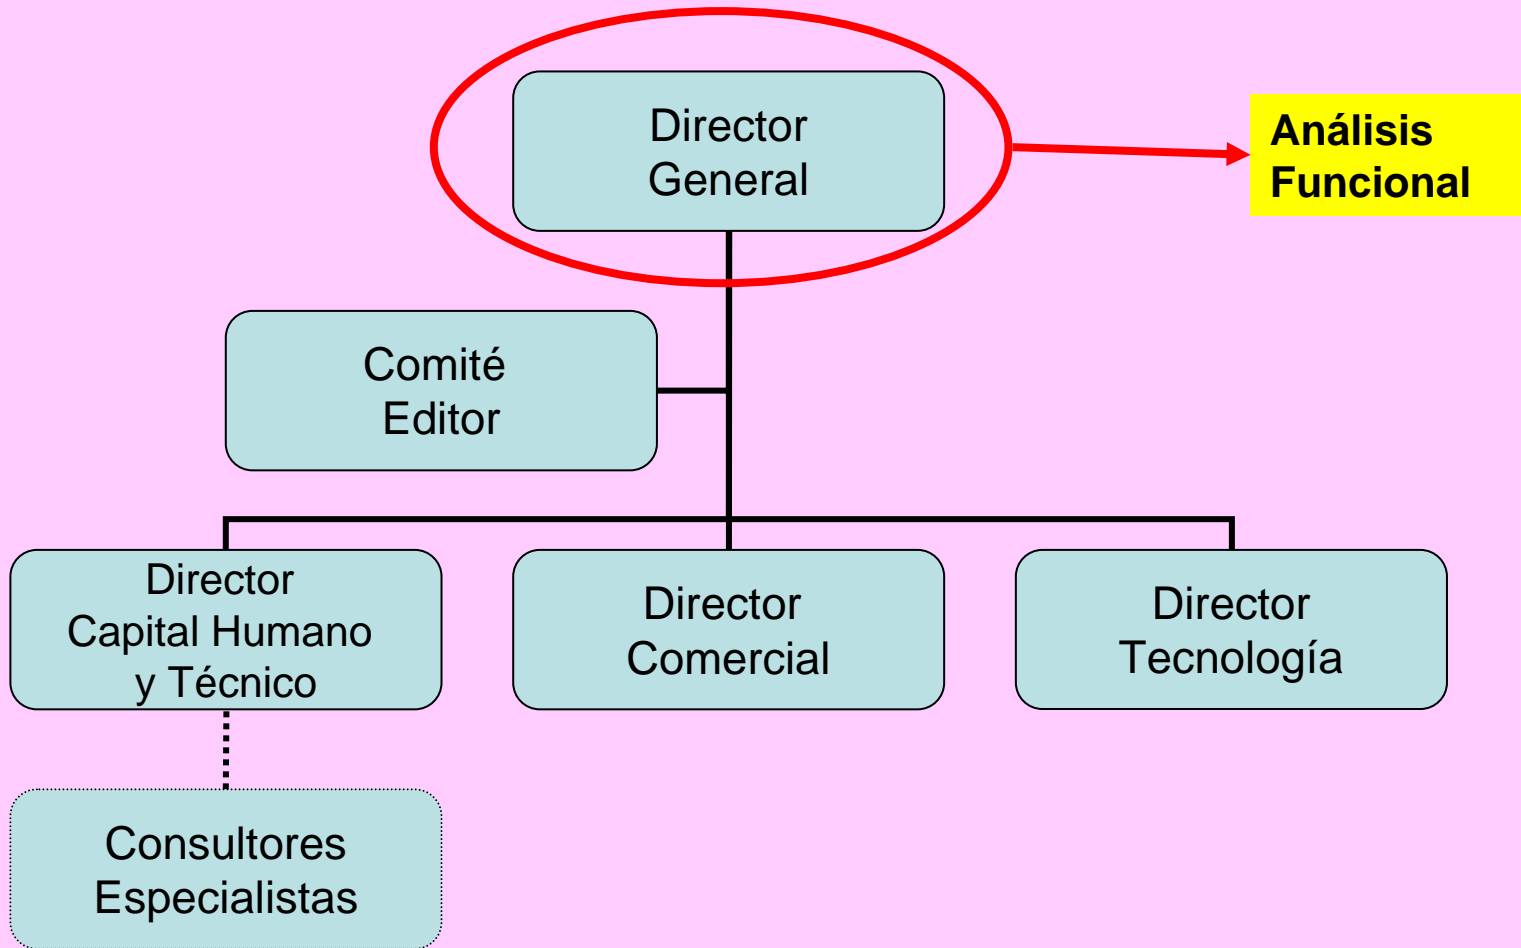 Director
General
Análisis
Funcional
Comité
Editor
Director
Capital Humano
y Técnico
Director
Comercial
Director
Tecnología
Consultores
Especialistas